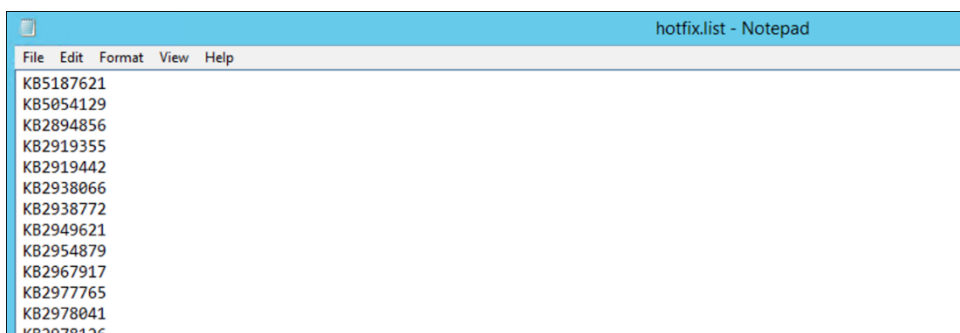 hotfix.list - Notepad
File Edit Format View Help
KB5187621
KB5054129
KB2894856
KB2919355
KB2919442
KB2938066
KB2938772
KB2949621
KB2954879
KB2967917
KB2977765
KB2978041
KB2978126